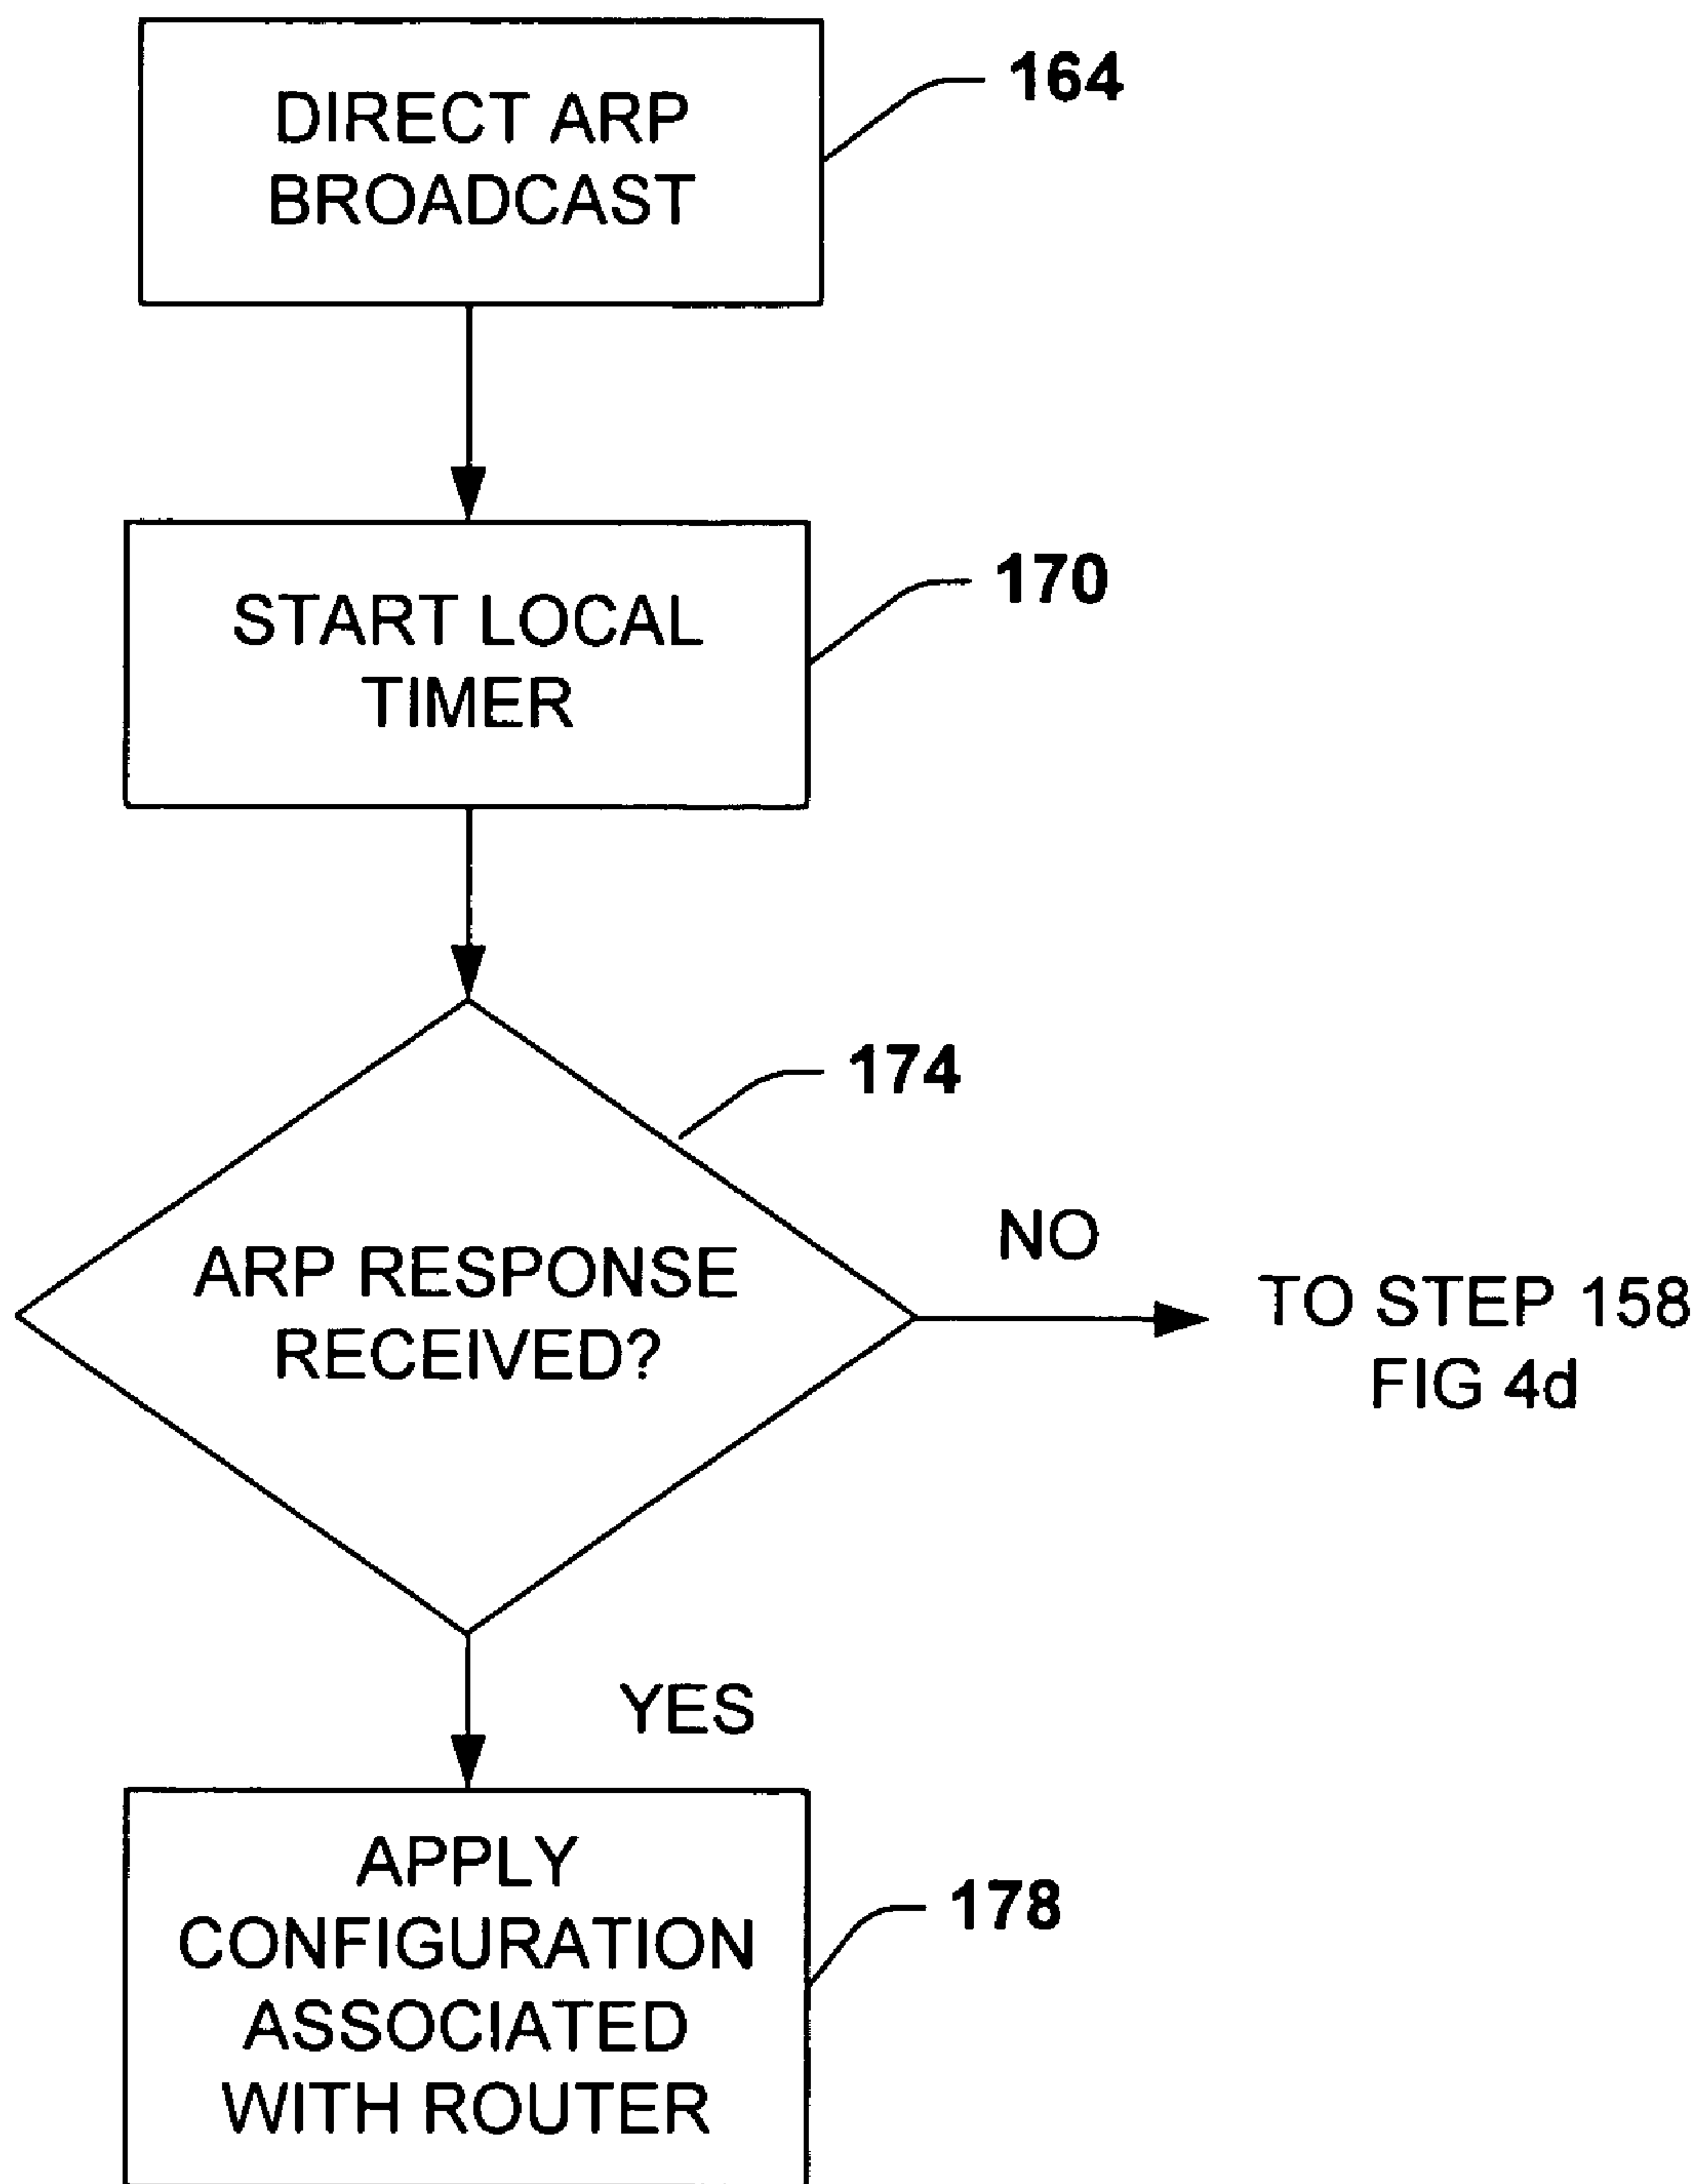 DIRECT ARP
BROADCAST
164
START LOCAL
TIMER
170
174
ARP RESPONSE
RECEIVED?
NO
TO STEP 158
FIG 4d
YES
APPLY
CONFIGURATION
ASSOCIATED
WITH ROUTER
178